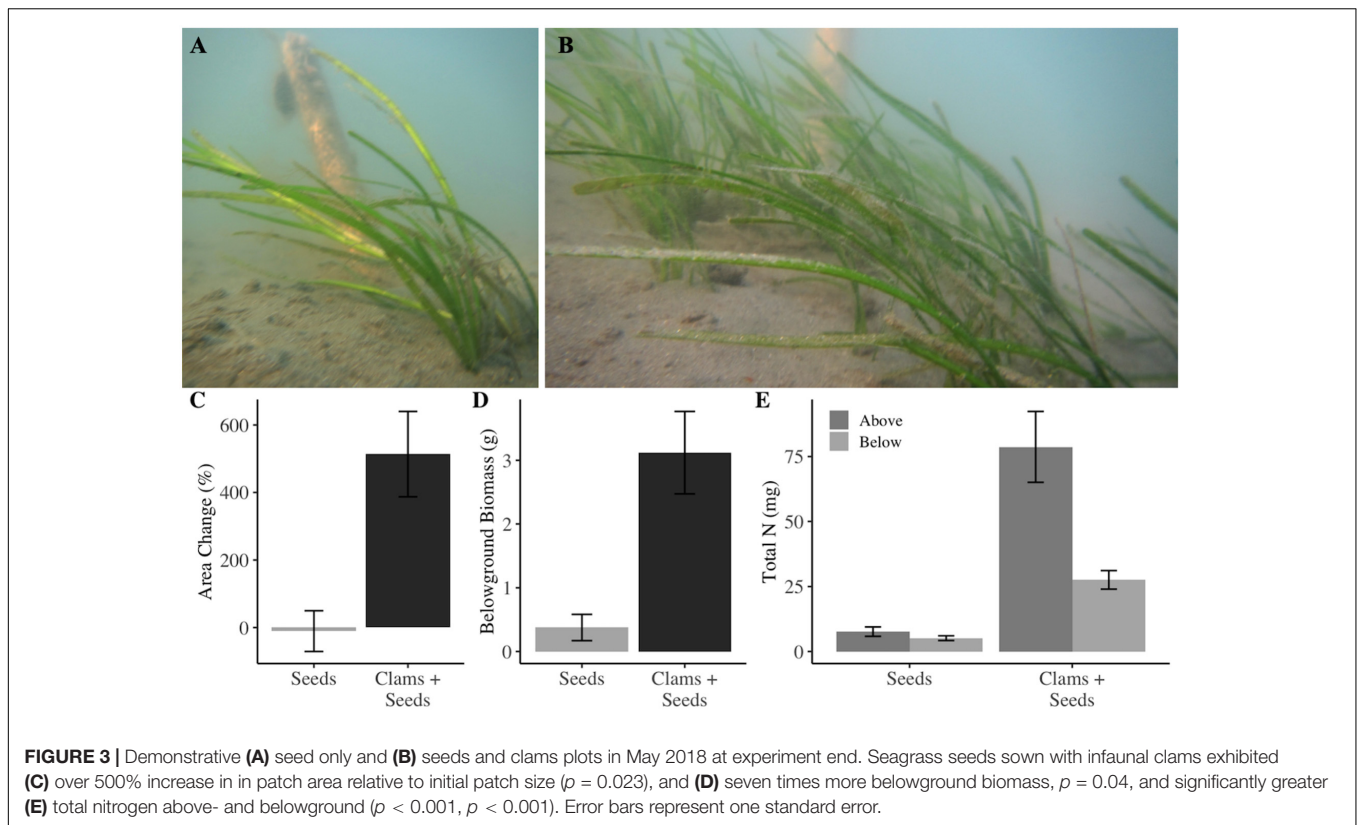 A
B
C
Area Change (%)
600
400
200
0
Seeds
Clams +
Seeds
D
Belowground Biomass (g)
3
2
1
0
Seeds
Clams +
Seeds
E
Total N (mg)
75
50
25
0
Above
Below
Seeds
Clams +
Seeds
FIGURE 3 | Demonstrative (A) seed only and (B) seeds and clams plots in May 2018 at experiment end. Seagrass seeds sown with infaunal clams exhibited
(C) over 500% increase in in patch area relative to initial patch size (p = 0.023), and (D) seven times more belowground biomass, p = 0.04, and significantly greater
(E) total nitrogen above- and belowground (p < 0.001, p < 0.001). Error bars represent one standard error.